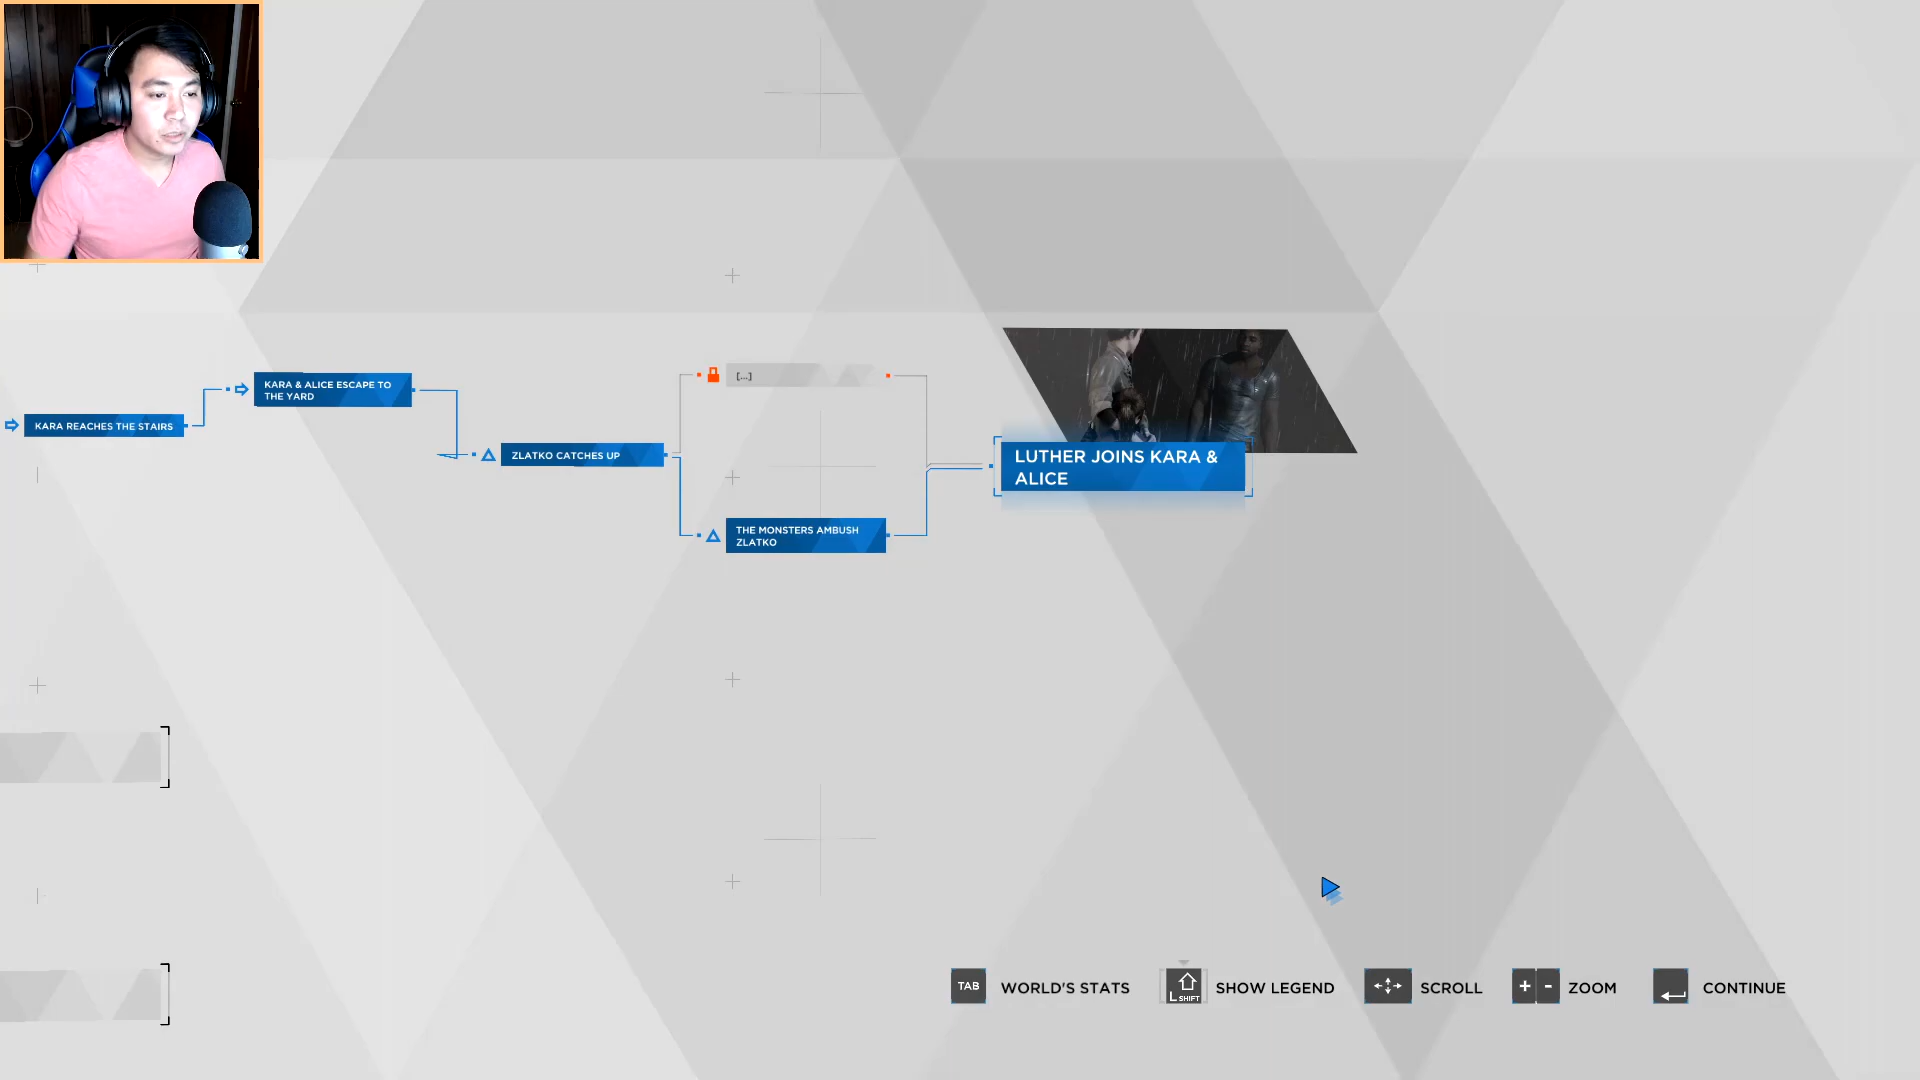 KARA & ALICE ESCAPE TO
THE YARD
KARA REACHES THE STAIRS
ZLATKO CATCHES UP
[...]
THE MONSTERS AMBUSH
ZLATKO
LUTHER JOINS KARA &
ALICE
TAB WORLD'S STATS
L SHIFT SHOW LEGEND
SCROLL
+ - ZOOM
CONTINUE